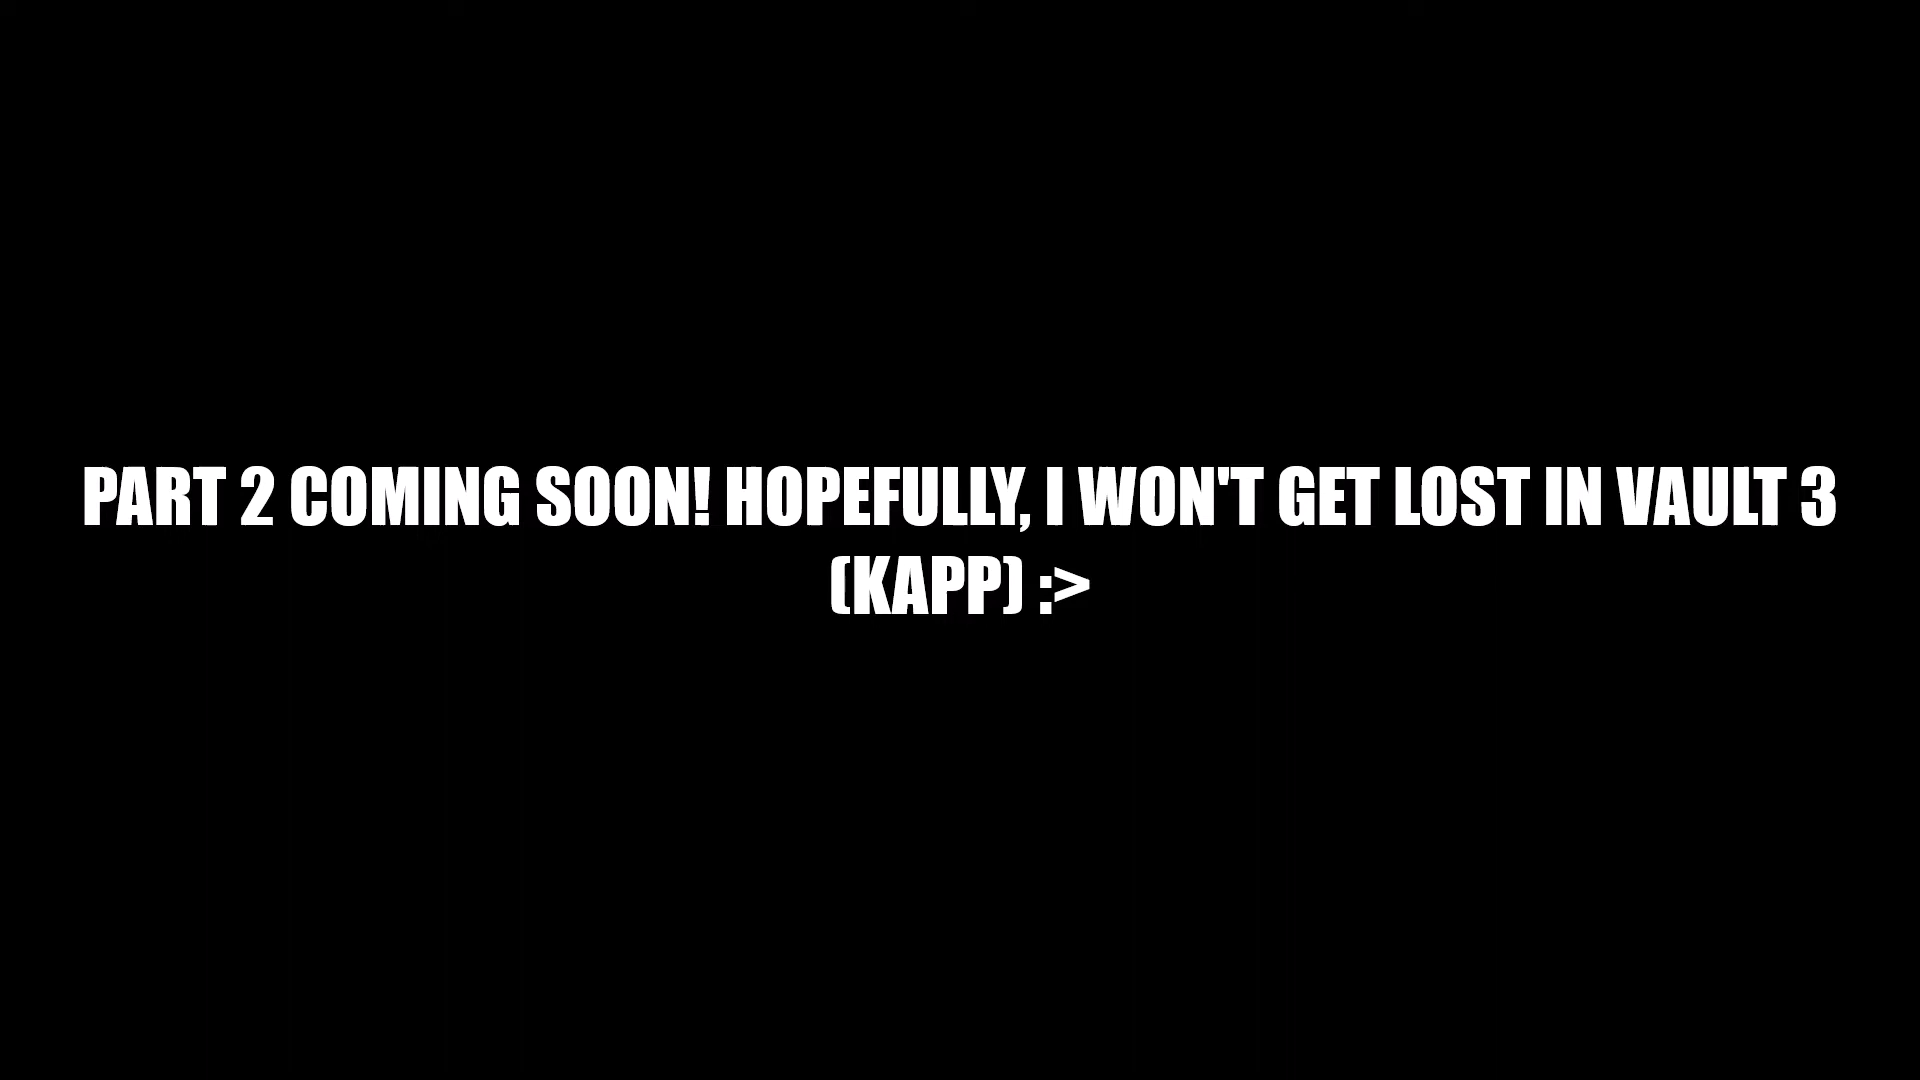 PART 2 COMING SOON! HOPEFULLY, I WON'T GET LOST IN VAULT 3
(KAPP) :>